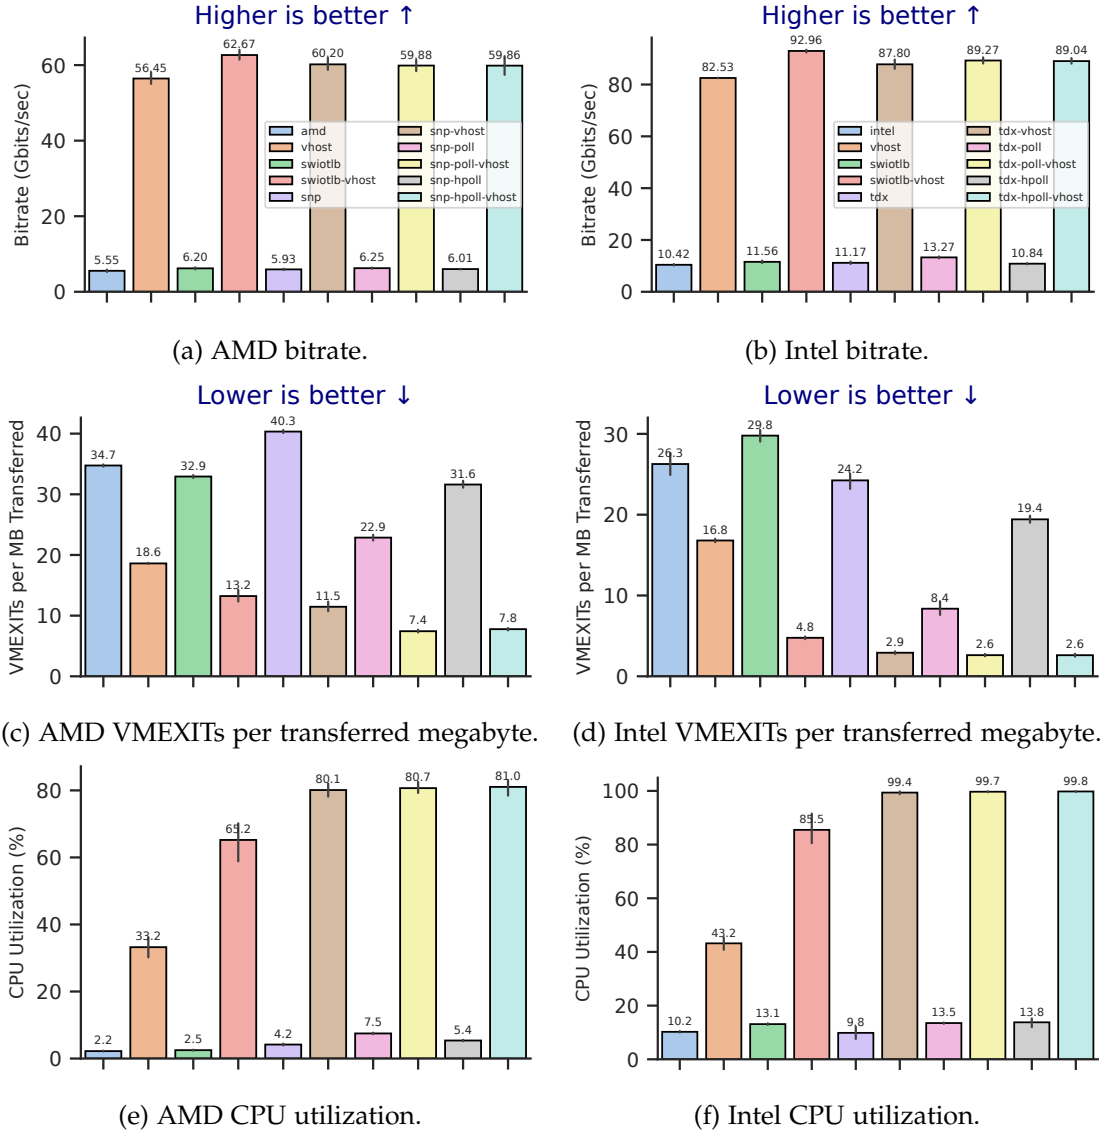 Higher is better ↑
Bitrate (Gbits/sec)
60
40
20
0
5.55
56.45
6.20
62.67
5.93
60.20
6.25
59.88
6.01
59.86
amd
vhost
swiotlb
swiotlb-vhost
snp
snp-vhost
snp-poll
snp-poll-vhost
snp-hpoll
snp-hpoll-vhost
(a) AMD bitrate.
Higher is better ↑
Bitrate (Gbits/sec)
80
60
40
20
0
10.42
82.53
11.56
92.96
11.17
87.80
13.27
89.27
10.84
89.04
intel
vhost
swiotlb
swiotlb-vhost
tdx
tdx-vhost
tdx-poll
tdx-poll-vhost
tdx-hpoll
tdx-hpoll-vhost
(b) Intel bitrate.
Lower is better ↓
VMEXITs per MB Transferred
40
30
20
10
0
34.7
18.6
32.9
13.2
40.3
11.5
22.9
7.4
31.6
7.8
(c) AMD VMEXITs per transferred megabyte.
Lower is better ↓
VMEXITs per MB Transferred
30
20
10
0
26.3
16.8
29.8
4.8
24.2
2.9
8.4
2.6
19.4
2.6
(d) Intel VMEXITs per transferred megabyte.
CPU Utilization (%)
80
60
40
20
0
2.2
33.2
2.5
65.2
4.2
80.1
7.5
80.7
5.4
81.0
(e) AMD CPU utilization.
CPU Utilization (%)
100
80
60
40
20
0
10.2
43.2
13.1
85.5
9.8
99.4
13.5
99.7
13.8
99.8
(f) Intel CPU utilization.